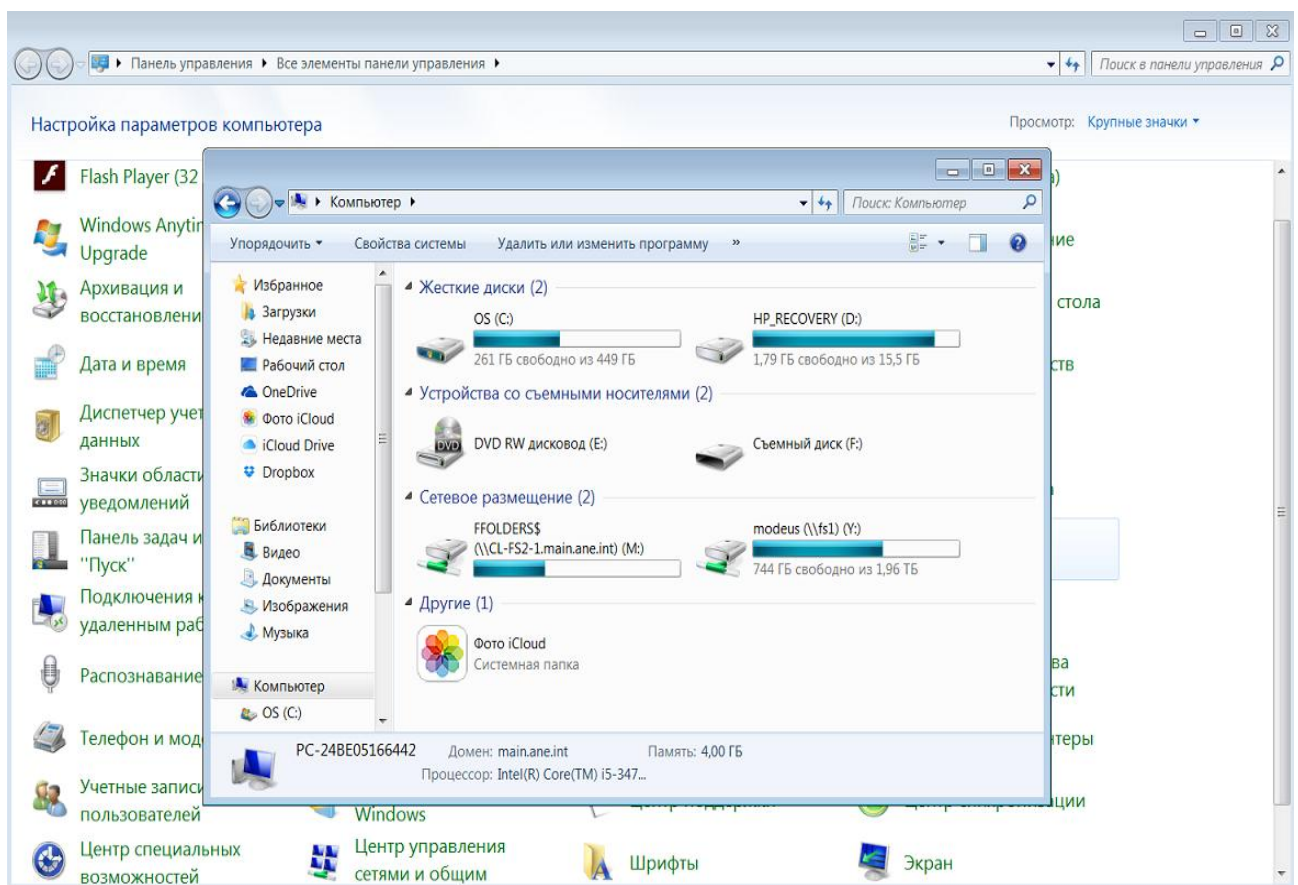 Панель управления ▸ Все элементы панели управления ▸
Поиск в панели управления
Настройка параметров компьютера
Просмотр: Крупные значки
Flash Player (32
Windows Anytin
Upgrade
Архивация и
восстановлени
Дата и время
Диспетчер учет
данных
Значки области
уведомлений
Панель задач и
"Пуск"
Подключения к
удаленным раб
Распознавание
Телефон и мод
Учетные записи
пользователей
Центр специальных
возможностей
Компьютер ▸
Поиск: Компьютер
Упорядочить
Свойства системы
Удалить или изменить программу
»
Избранное
Загрузки
Недавние места
Рабочий стол
OneDrive
Фото iCloud
iCloud Drive
Dropbox
Библиотеки
Видео
Документы
Изображения
Музыка
Компьютер
OS (C:)
Жесткие диски (2)
OS (C:)
261 ГБ свободно из 449 ГБ
HP_RECOVERY (D:)
1,79 ГБ свободно из 15,5 ГБ
Устройства со съемными носителями (2)
DVD RW дисковод (E:)
Съемный диск (F:)
Сетевое размещение (2)
FFOLDERS$
(\\CL-FS2-1.main.ane.int) (M:)
modeus (\\fs1) (Y:)
744 ГБ свободно из 1,96 ТБ
Другие (1)
Фото iCloud
Системная папка
PC-24BE05166442
Домен: main.ane.int
Память: 4,00 ГБ
Процессор: Intel(R) Core(TM) i5-347...
ие
стола
ств
ва
сти
теры
Windows
Центр управления
сетями и общим
Шрифты
Экран